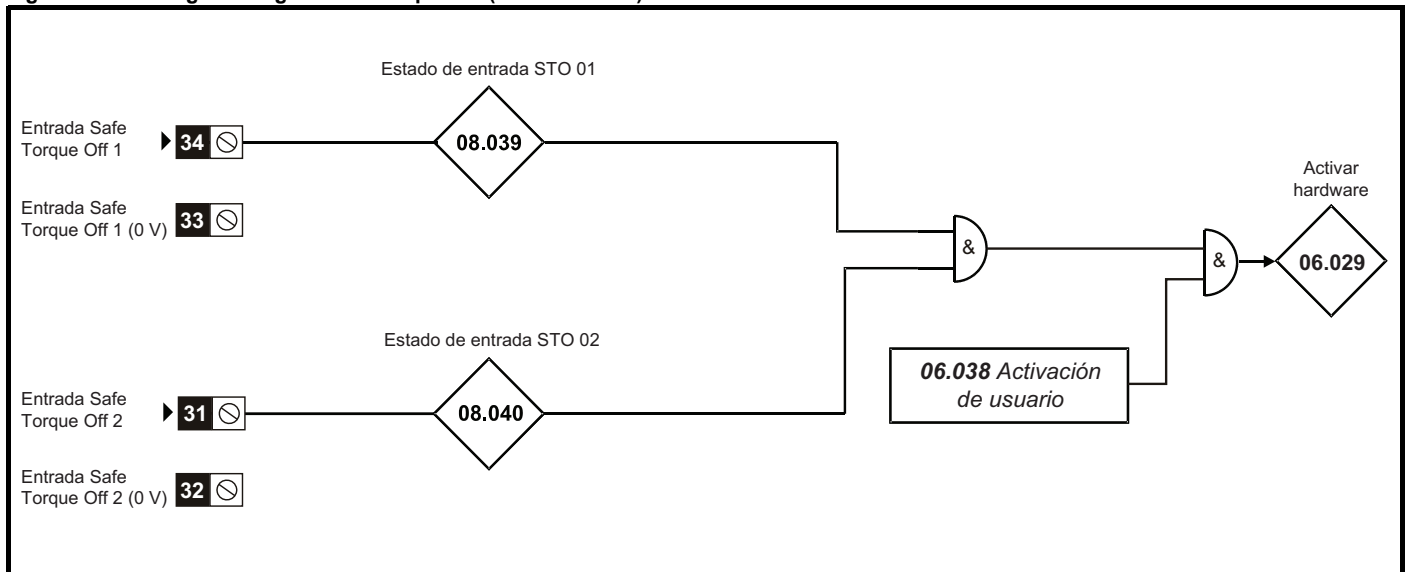 Estado de entrada STO 01
Entrada Safe
Torque Off 1
34
08.039
Entrada Safe
Torque Off 1 (0 V)
33
&
&
Activar
hardware
06.029
Estado de entrada STO 02
06.038 Activación
de usuario
Entrada Safe
Torque Off 2
31
08.040
Entrada Safe
Torque Off 2 (0 V)
32